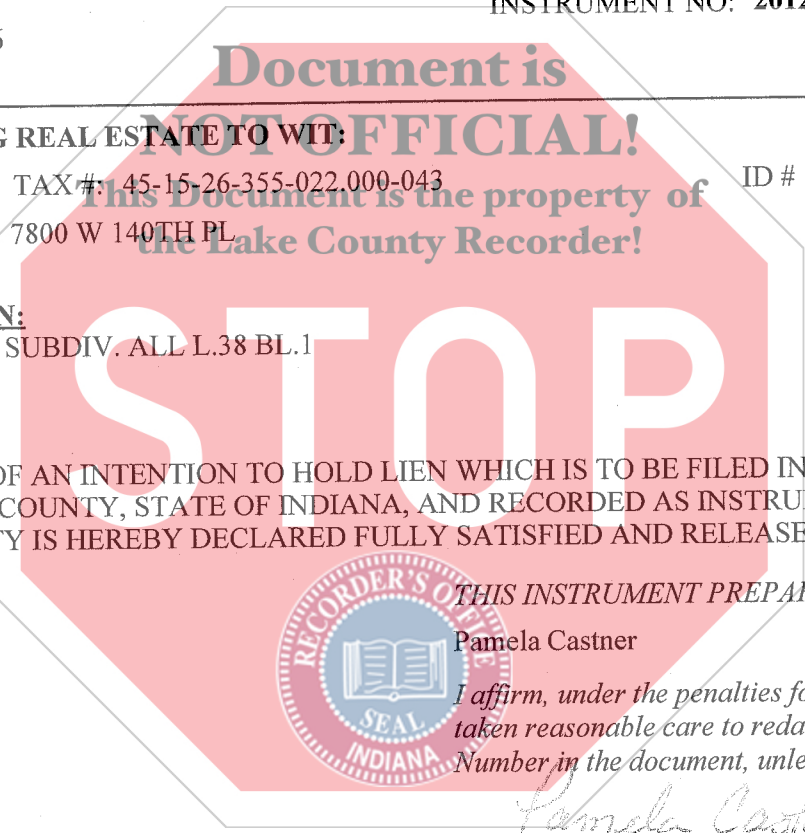 INSTRUMENT NO: 2012
Document is
NOT OFFICIAL!
G REAL ESTATE TO WIT:
TAX #: 45-15-26-355-022.000-043
ID #
This Document is the property of
7800 W 140TH PL
the Lake County Recorder!
N:
SUBDIV. ALL L.38 BL.1
STOP
OF AN INTENTION TO HOLD LIEN WHICH IS TO BE FILED IN
COUNTY, STATE OF INDIANA, AND RECORDED AS INSTRU
TY IS HEREBY DECLARED FULLY SATISFIED AND RELEASE
RECORDER'S OFFICE
SEAL
INDIANA
THIS INSTRUMENT PREPAR
Pamela Castner
I affirm, under the penalties fo
taken reasonable care to reda
Number in the document, unle
Pamela Castn